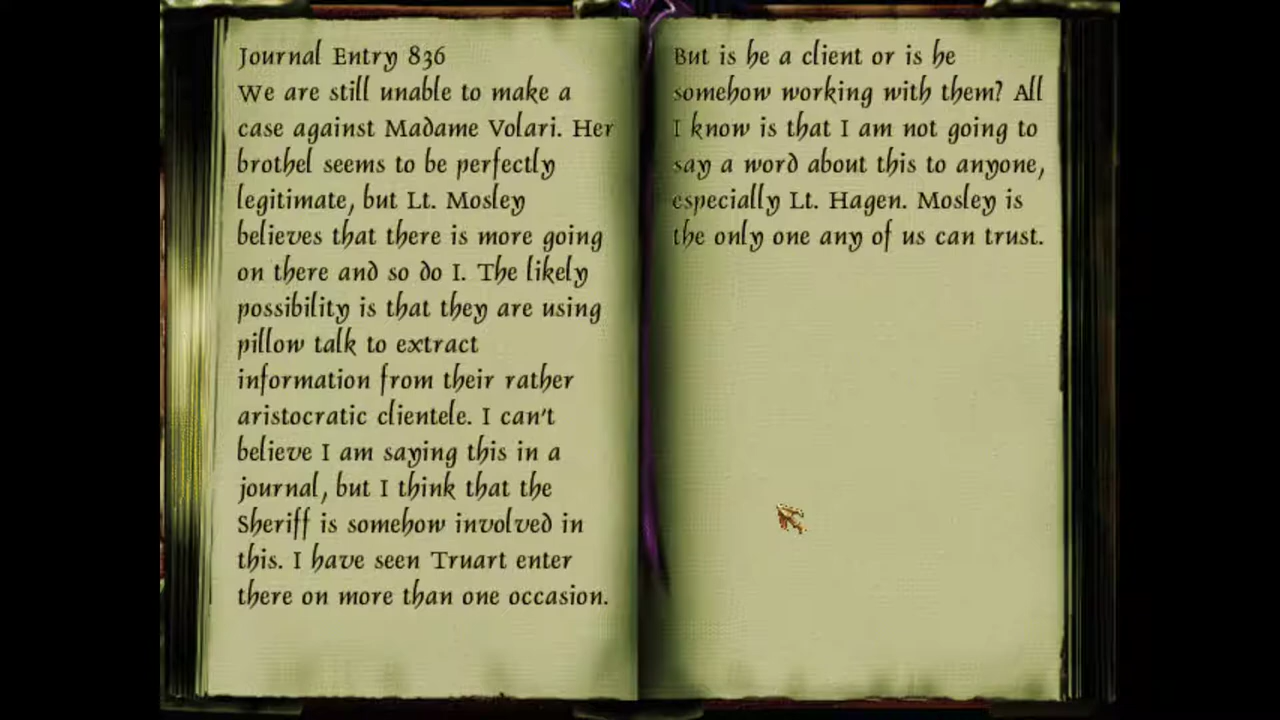 Journal Entry 836
We are still unable to make a
case against Madame Volari. Her
brothel seems to be perfectly
legitimate, but Lt. Mosley
believes that there is more going
on there and so do I. The likely
possibility is that they are using
pillow talk to extract
information from their rather
aristocratic clientele. I can't
believe I am saying this in a
journal, but I think that the
Sheriff is somehow involved in
this. I have seen Truart enter
there on more than one occasion.
But is he a client or is he
somehow working with them? All
I know is that I am not going to
say a word about this to anyone,
especially Lt. Hagen. Mosley is
the only one any of us can trust.